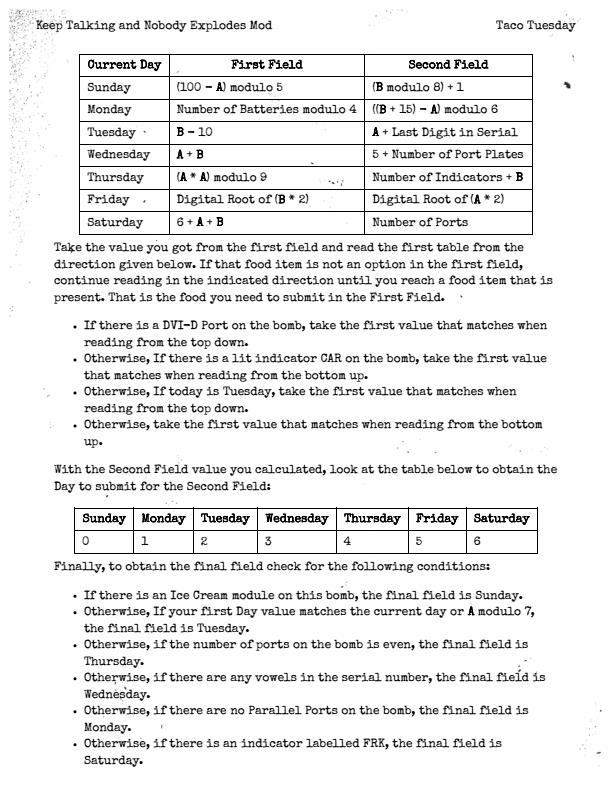 Keep Talking and Nobody Explodes Mod Taco Tuesday
Current Day First Field Second Field
Sunday (100 – A) modulo 5 (B modulo 8) + 1
Monday Number of Batteries modulo 4 ((B + 15) – A) modulo 6
Tuesday B – 10 A + Last Digit in Serial
Wednesday A + B 5 + Number of Port Plates
Thursday (A * A) modulo 9 Number of Indicators + B
Friday Digital Root of (B * 2) Digital Root of (A * 2)
Saturday 6 + A + B Number of Ports
Take the value you got from the first field and read the first table from the
direction given below. If that food item is not an option in the first field,
continue reading in the indicated direction until you reach a food item that is
present. That is the food you need to submit in the First Field.
• If there is a DVI-D Port on the bomb, take the first value that matches when
reading from the top down.
• Otherwise, If there is a lit indicator CAR on the bomb, take the first value
that matches when reading from the bottom up.
• Otherwise, If today is Tuesday, take the first value that matches when
reading from the top down.
• Otherwise, take the first value that matches when reading from the bottom
up.
With the Second Field value you calculated, look at the table below to obtain the
Day to submit for the Second Field:
Sunday Monday Tuesday Wednesday Thursday Friday Saturday
0 1 2 3 4 5 6
Finally, to obtain the final field check for the following conditions:
• If there is an Ice Cream module on this bomb, the final field is Sunday.
• Otherwise, If your first Day value matches the current day or A modulo 7,
the final field is Tuesday.
• Otherwise, if the number of ports on the bomb is even, the final field is
Thursday.
• Otherwise, if there are any vowels in the serial number, the final field is
Wednesday.
• Otherwise, if there are no Parallel Ports on the bomb, the final field is
Monday.
• Otherwise, if there is an indicator labelled FRK, the final field is
Saturday.